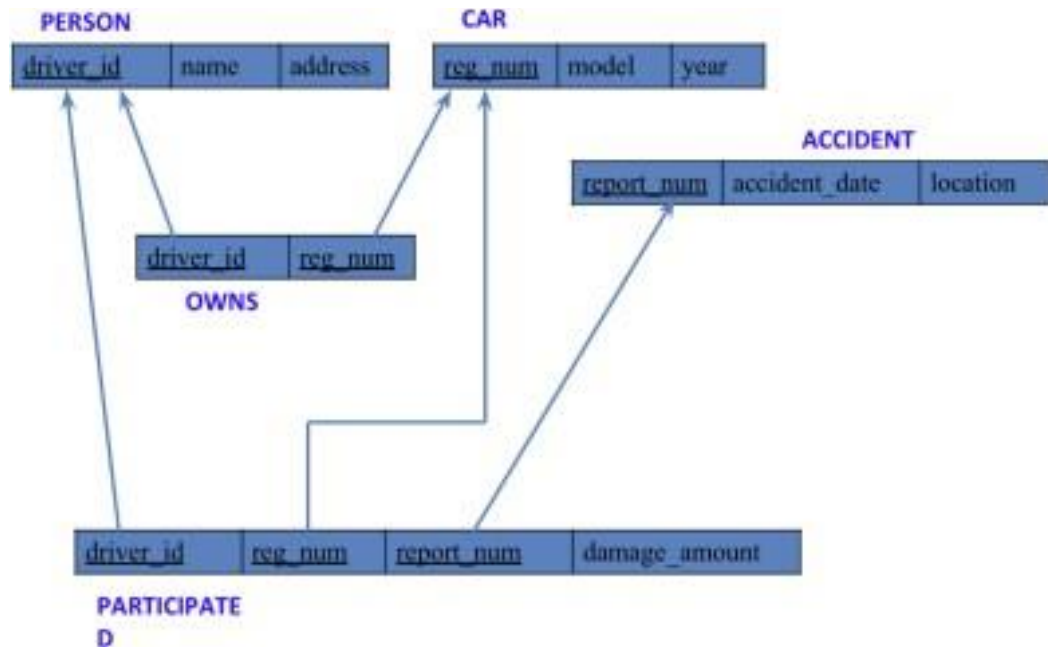 PERSON
driver_id name address
CAR
reg_num model year
ACCIDENT
report_num accident_date location
driver_id reg_num
OWNS
driver_id reg_num report_num damage_amount
PARTICIPATE
D